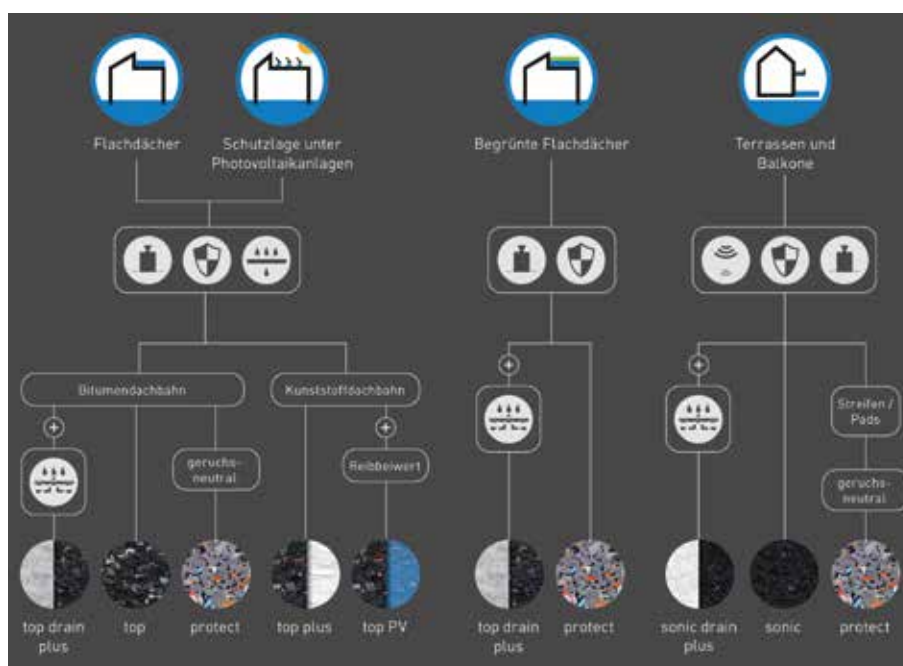 Flachdächer
Schutzlage unter
Photovoltaikanlagen
Begrünte Flachdächer
Terrassen und
Balkone
Bitumendachbahn
Kunststoffdachbahn
Streifen /
Pads
geruchs-
neutral
Reibbeiwert
geruchs-
neutral
top drain
plus
top
protect
top plus
top PV
top drain
plus
protect
sonic drain
plus
sonic
protect